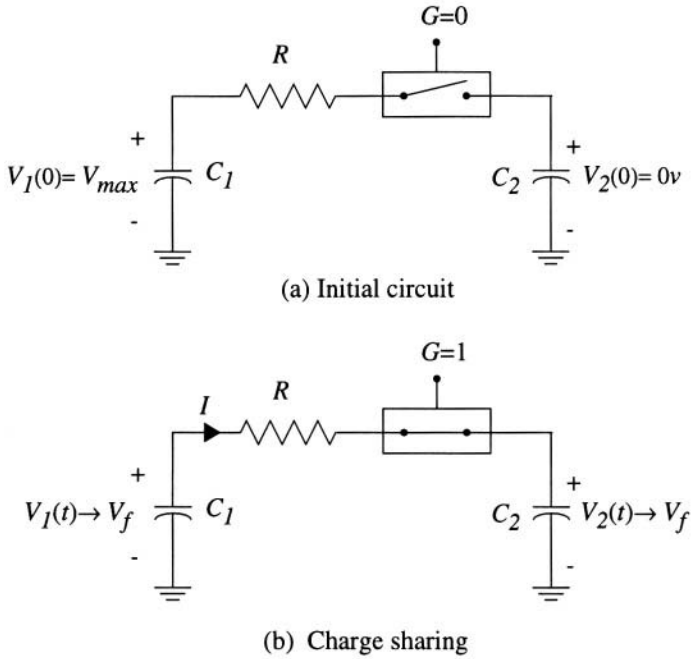 G=0
R
+ +
V1(0)= Vmax C1 C2 V2(0)= 0v
- -
(a) Initial circuit
G=1
I R
+ +
V1(t)→ Vf C1 C2 V2(t)→ Vf
- -
(b) Charge sharing